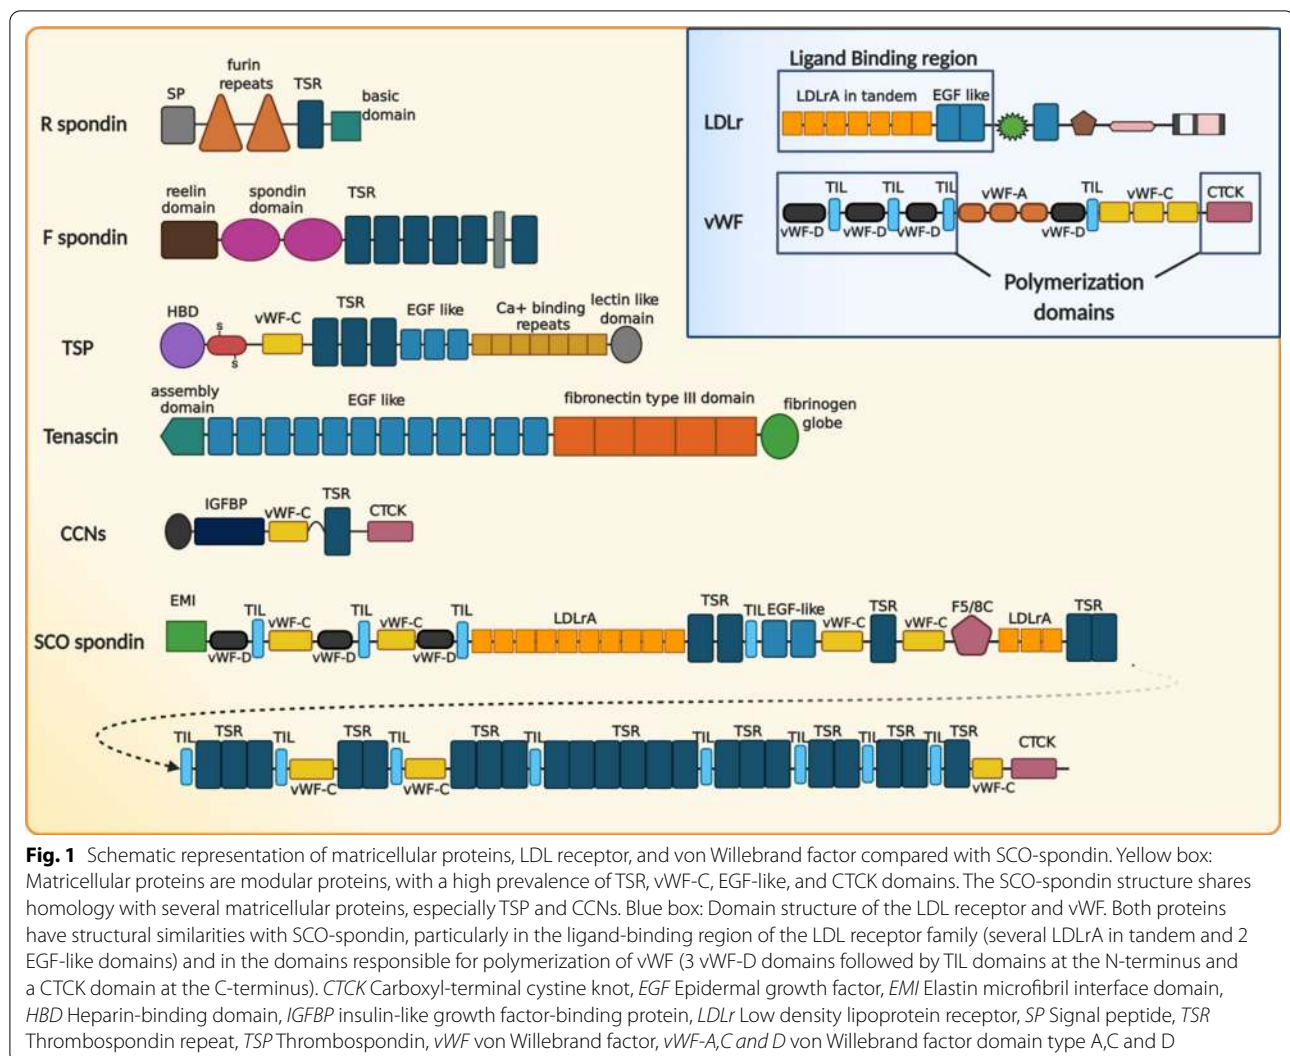 furin
repeats
SP
TSR
basic
domain
R spondin
reelin
domain
spondin
domain
TSR
F spondin
HBD
s
s
vWF-C
TSR
EGF like
Ca+ binding
repeats
lectin like
domain
TSP
assembly
domain
EGF like
fibronectin type III domain
fibrinogen
globe
Tenascin
IGFBP
vWF-C
TSR
CTCK
CCNs
Ligand Binding region
LDLrA in tandem
EGF like
LDLr
TIL
TIL
TIL
vWF-A
TIL
vWF-C
CTCK
vWF
vWF-D
vWF-D
vWF-D
vWF-D
Polymerization
domains
EMI
TIL
vWF-C
TIL
vWF-C
TIL
LDLrA
TSR
TIL
EGF-like
vWF-C
TSR
vWF-C
F5/8C
LDLrA
TSR
SCO spondin
vWF-D
vWF-D
vWF-D
TIL
TSR
TIL
TSR
TIL
TSR
TIL
TSR
TIL
TSR
TIL
TSR
TIL
TSR
TIL
TSR
CTCK
vWF-C
vWF-C
vWF-C
Fig. 1 Schematic representation of matricellular proteins, LDL receptor, and von Willebrand factor compared with SCO-spondin. Yellow box:
Matricellular proteins are modular proteins, with a high prevalence of TSR, vWF-C, EGF-like, and CTCK domains. The SCO-spondin structure shares
homology with several matricellular proteins, especially TSP and CCNs. Blue box: Domain structure of the LDL receptor and vWF. Both proteins
have structural similarities with SCO-spondin, particularly in the ligand-binding region of the LDL receptor family (several LDLrA in tandem and 2
EGF-like domains) and in the domains responsible for polymerization of vWF (3 vWF-D domains followed by TIL domains at the N-terminus and
a CTCK domain at the C-terminus). CTCK Carboxyl-terminal cystine knot, EGF Epidermal growth factor, EMI Elastin microfibril interface domain,
HBD Heparin-binding domain, IGFBP insulin-like growth factor-binding protein, LDLr Low density lipoprotein receptor, SP Signal peptide, TSR
Thrombospondin repeat, TSP Thrombospondin, vWF von Willebrand factor, vWF-A,C and D von Willebrand factor domain type A,C and D